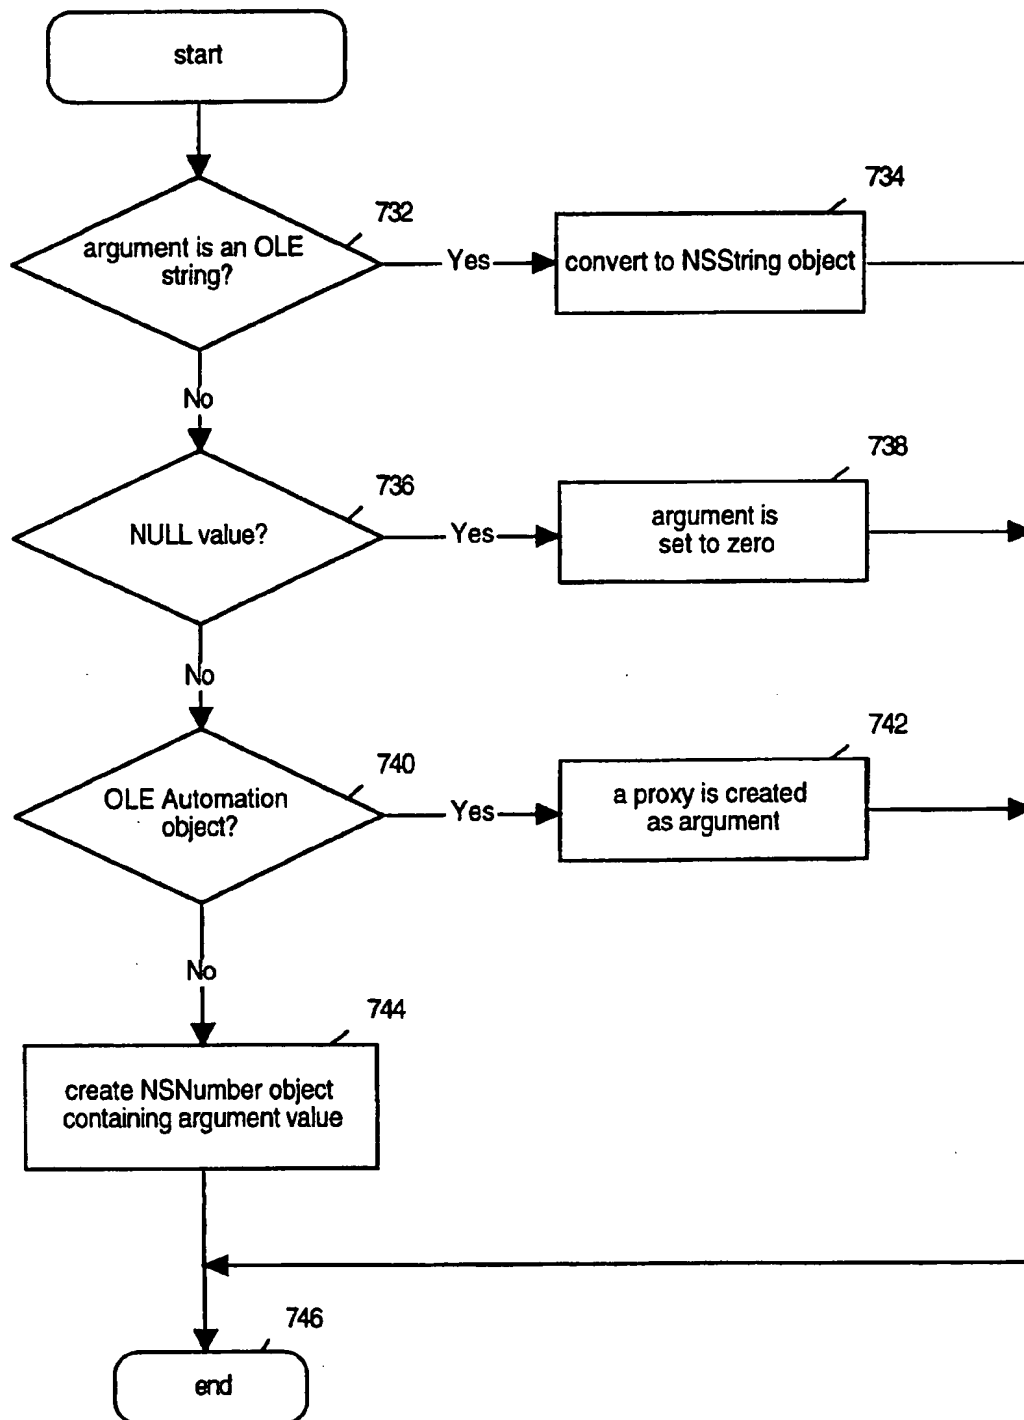 start
732
argument is an OLE
string?
Yes
734
convert to NSString object
No
736
NULL value?
Yes
738
argument is
set to zero
No
740
OLE Automation
object?
Yes
742
a proxy is created
as argument
No
744
create NSNumber object
containing argument value
746
end